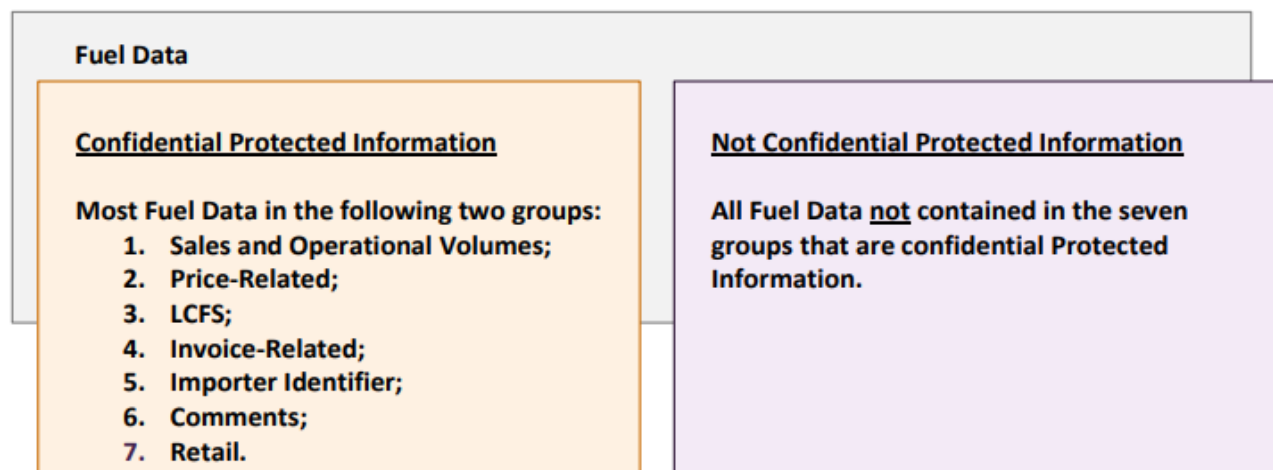 Fuel Data
Confidential Protected Information
Most Fuel Data in the following two groups:
1. Sales and Operational Volumes;
2. Price-Related;
3. LCFS;
4. Invoice-Related;
5. Importer Identifier;
6. Comments;
7. Retail.
Not Confidential Protected Information
All Fuel Data not contained in the seven
groups that are confidential Protected
Information.